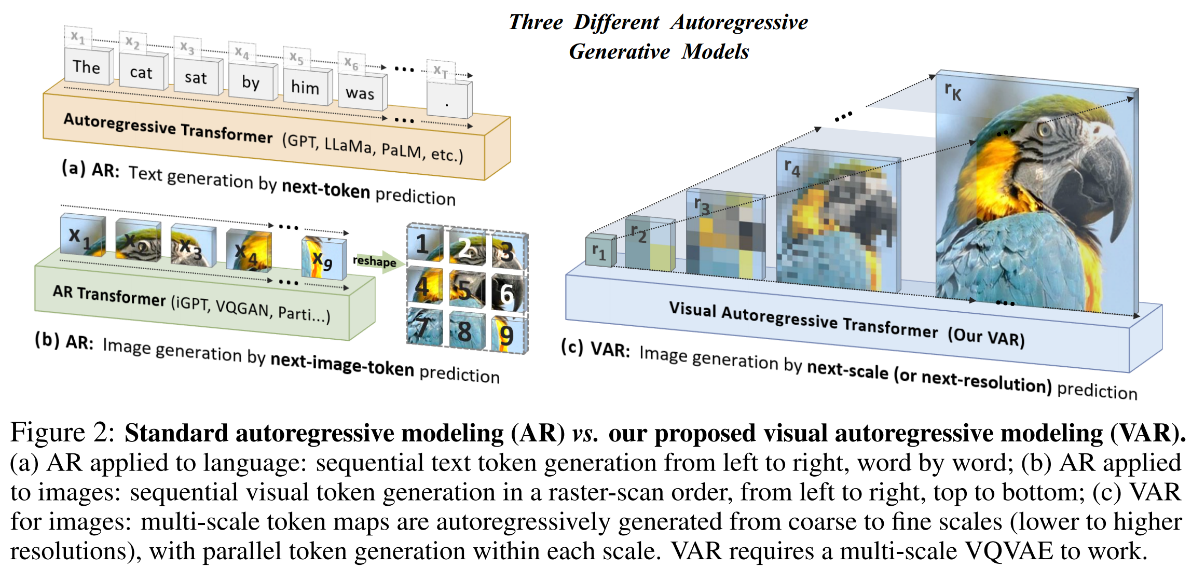 Three Different Autoregressive
Generative Models
x1 x2 x3 x4 x5 x6 ••• xT
The cat sat by him was ••• .
Autoregressive Transformer (GPT, LLaMa, PaLM, etc.)
(a) AR: Text generation by next-token prediction
x1 x2 x3 x4 ••• x9
reshape
1 2 3
4 5 6
7 8 9
AR Transformer (iGPT, VQGAN, Parti...)
(b) AR: Image generation by next-image-token prediction
r1 r2 r3 r4 ••• rK
Visual Autoregressive Transformer (Our VAR)
(c) VAR: Image generation by next-scale (or next-resolution) prediction
Figure 2: Standard autoregressive modeling (AR) vs. our proposed visual autoregressive modeling (VAR).
(a) AR applied to language: sequential text token generation from left to right, word by word; (b) AR applied
to images: sequential visual token generation in a raster-scan order, from left to right, top to bottom; (c) VAR
for images: multi-scale token maps are autoregressively generated from coarse to fine scales (lower to higher
resolutions), with parallel token generation within each scale. VAR requires a multi-scale VQVAE to work.